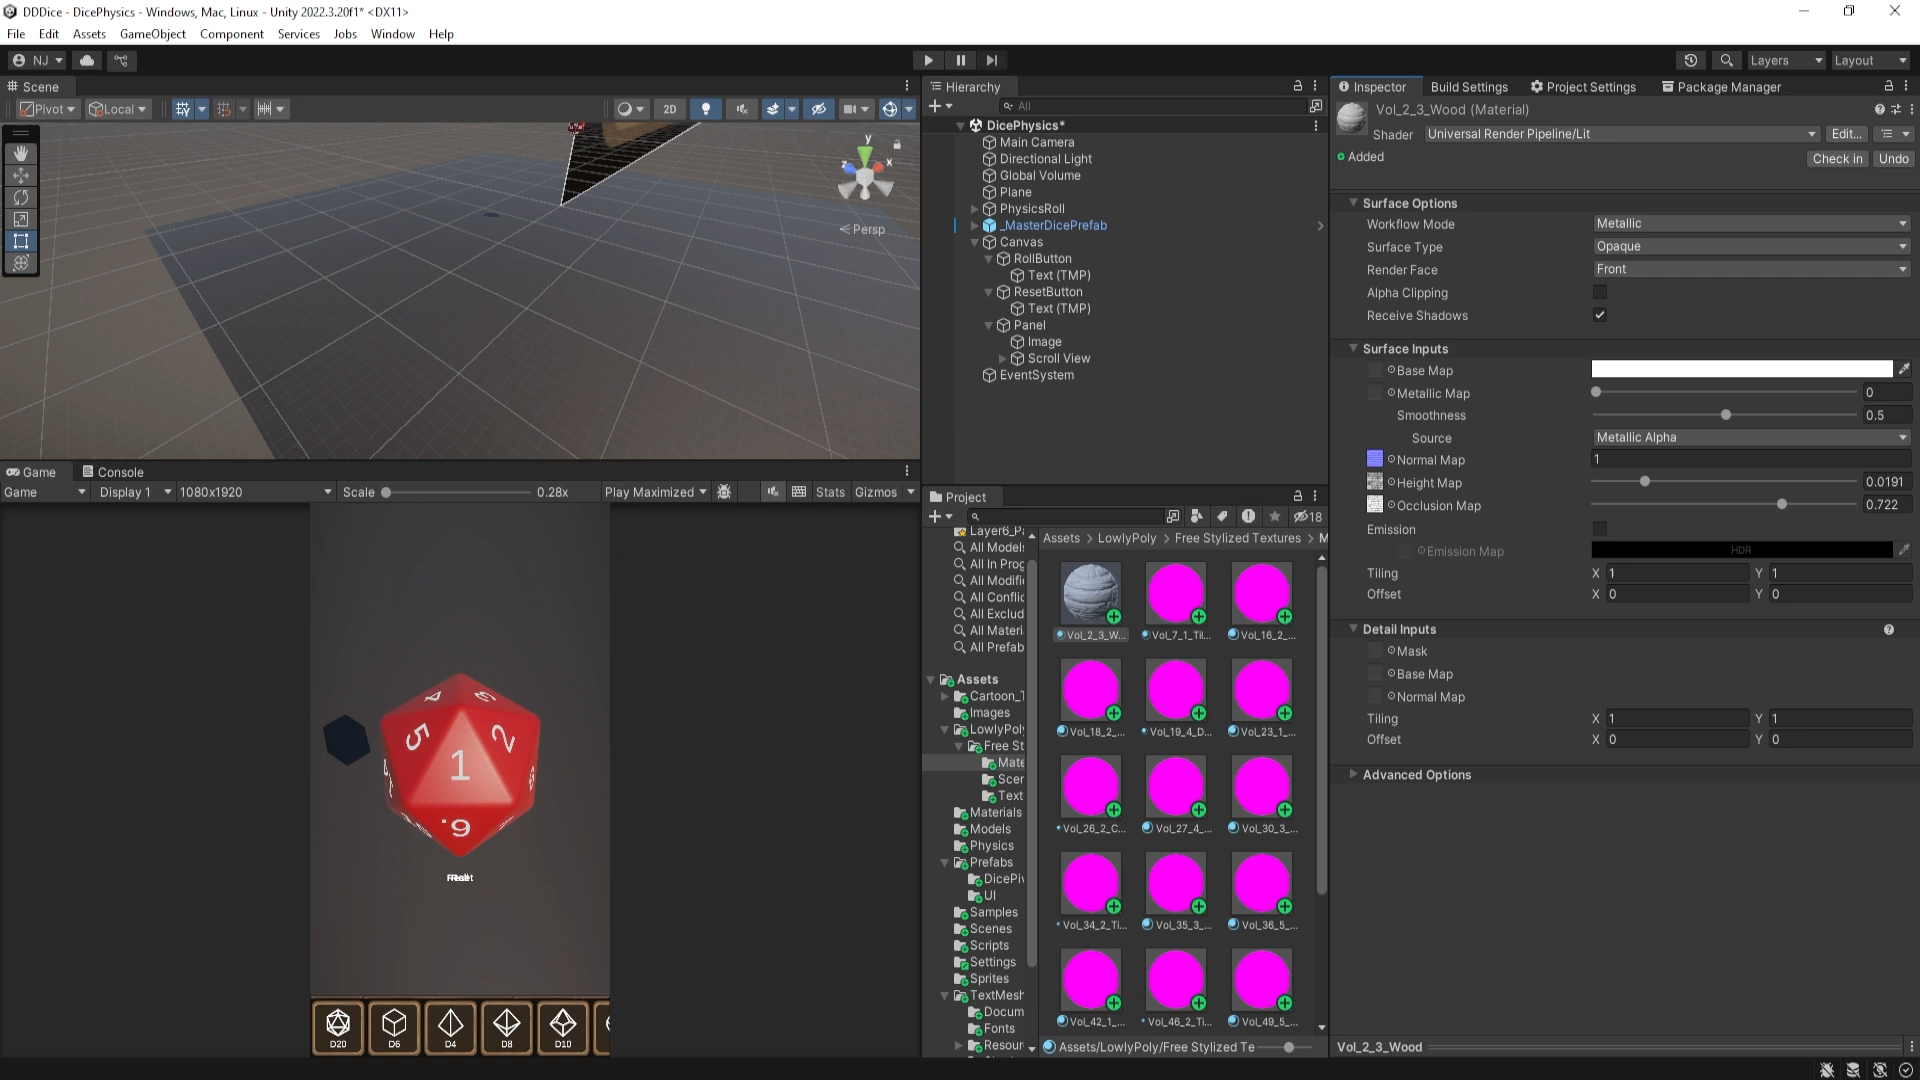 DDDice - DicePhysics - Windows, Mac, Linux - Unity 2022.3.20f1* <DX11>
File Edit Assets GameObject Component Services Jobs Window Help
NJ
Layers
Layout
Scene
Pivot
Local
2D
y
z
x
Persp
Game
Console
Game
Display 1
1080x1920
Scale
0.28x
Play Maximized
Stats
Gizmos
4
3
5
2
1
6.
D20
D6
D4
D8
D10
Hierarchy
All
DicePhysics*
Main Camera
Directional Light
Global Volume
Plane
PhysicsRoll
_MasterDicePrefab
Canvas
RollButton
Text (TMP)
ResetButton
Text (TMP)
Panel
Image
Scroll View
EventSystem
Project
18
Layer6_P
All Models
All In Prog
All Modifi
All Conflic
All Exclud
All Materi
All Prefab
Assets
Cartoon_T
Images
LowlyPoly
Free St
Mate
Scer
Text
Materials
Models
Physics
Prefabs
DicePi
UI
Samples
Scenes
Scripts
Settings
Sprites
TextMesh
Docum
Fonts
Resour
Assets > LowlyPoly > Free Stylized Textures > M
Vol_2_3_W...
Vol_7_1_Til...
Vol_16_2_...
Vol_18_2_...
Vol_19_4_D...
Vol_23_1_...
Vol_26_2_C...
Vol_27_4_...
Vol_30_3_...
Vol_34_2_Ti...
Vol_35_3_...
Vol_36_5_...
Vol_42_1_...
Vol_46_2_Ti...
Vol_49_5_...
Assets/LowlyPoly/Free Stylized Te
Inspector
Build Settings
Project Settings
Package Manager
Vol_2_3_Wood (Material)
Shader
Universal Render Pipeline/Lit
Edit...
Added
Check in
Undo
Surface Options
Workflow Mode
Metallic
Surface Type
Opaque
Render Face
Front
Alpha Clipping
Receive Shadows
Surface Inputs
Base Map
Metallic Map
0
Smoothness
0.5
Source
Metallic Alpha
Normal Map
1
Height Map
0.0191
Occlusion Map
0.722
Emission
Emission Map
HDR
Tiling
X 1
Y 1
Offset
X 0
Y 0
Detail Inputs
Mask
Base Map
Normal Map
Tiling
X 1
Y 1
Offset
X 0
Y 0
Advanced Options
Vol_2_3_Wood